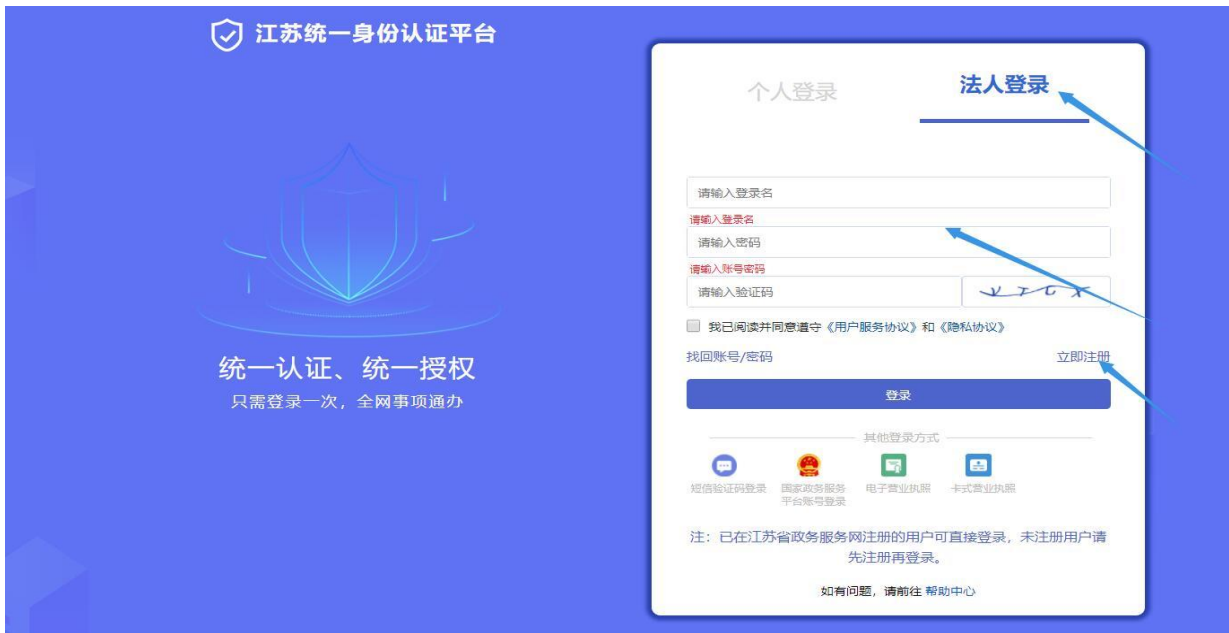 江苏统一身份认证平台
个人登录
法人登录
请输入登录名
请输入登录名
请输入密码
请输入账号密码
请输入验证码
V I C X
我已阅读并同意遵守《用户服务协议》和《隐私协议》
找回账号/密码
立即注册
登录
统一认证、统一授权
只需登录一次，全网事项通办
其他登录方式
短信验证码登录
国家政务服务
平台账号登录
电子营业执照
卡式营业执照
注：已在江苏省政务服务网注册的用户可直接登录，未注册用户请
先注册再登录。
如有问题，请前往 帮助中心